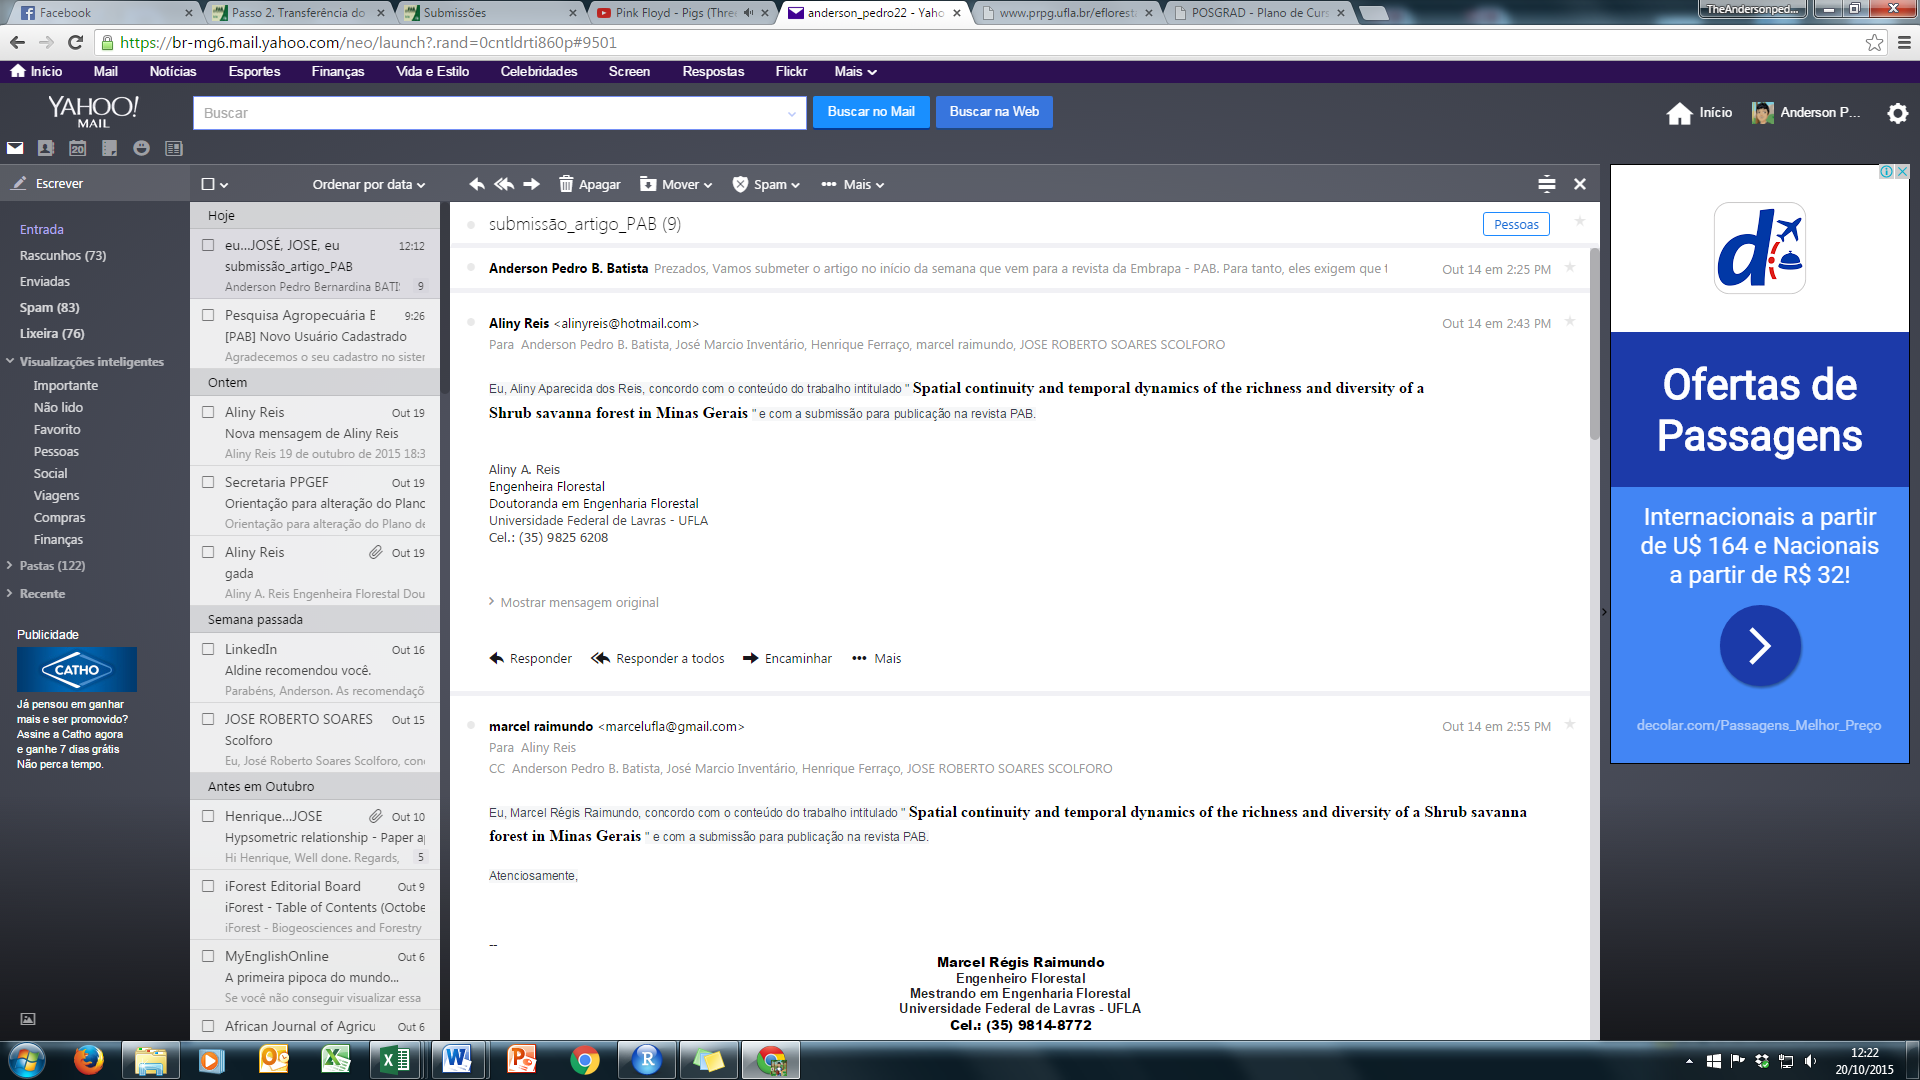 Facebook
Passo 2. Transferência do
Submissões
Pink Floyd - Pigs (Three
anderson_pedro22 - Yaho
www.prpg.ufla.br/eflorest
POSGRAD - Plano de Curs
TheAndersonped...
https://br-mg6.mail.yahoo.com/neo/launch?.rand=0cntldrti860p#9501
Início Mail Notícias Esportes Finanças Vida e Estilo Celebridades Screen Respostas Flickr Mais
YAHOO!
MAIL
Buscar
Buscar no Mail
Buscar na Web
Início
Anderson P...
20
Escrever
Ordenar por data
Apagar Mover Spam Mais
Entrada
Rascunhos (73)
Enviadas
Spam (83)
Lixeira (76)
Visualizações inteligentes
Importante
Não lido
Favorito
Pessoas
Social
Viagens
Compras
Finanças
Pastas (122)
Recente
Publicidade
CATHO
Já pensou em ganhar
mais e ser promovido?
Assine a Catho agora
e ganhe 7 dias grátis
Não perca tempo.
Hoje
eu...JOSÉ, JOSE, eu 12:12
submissão_artigo_PAB
Anderson Pedro Bernardina BATI 9
Pesquisa Agropecuária B 9:26
[PAB] Novo Usuário Cadastrado
Agradecemos o seu cadastro no sister
Ontem
Aliny Reis Out 19
Nova mensagem de Aliny Reis
Aliny Reis 19 de outubro de 2015 18:3
Secretaria PPGEF Out 19
Orientação para alteração do Plano
Orientação para alteração do Plano de
Aliny Reis Out 19
gada
Aliny A. Reis Engenheira Florestal Dou
Semana passada
LinkedIn Out 16
Aldine recomendou você.
Parabéns, Anderson. As recomendaçõ
JOSE ROBERTO SOARES Out 15
Scolforo
Eu, José Roberto Soares Scolforo, con
Antes em Outubro
Henrique...JOSE Out 10
Hypsometric relationship - Paper ap
Hi Henrique, Well done. Regards, 5
iForest Editorial Board Out 9
iForest - Table of Contents (Octobe
iForest - Biogeosciences and Forestry
MyEnglishOnline Out 6
A primeira pipoca do mundo...
Se você não conseguir visualizar essa
African Journal of Agricu Out 6
submissão_artigo_PAB (9)
Pessoas
Anderson Pedro B. Batista Prezados, Vamos submeter o artigo no início da semana que vem para a revista da Embrapa - PAB. Para tanto, eles exigem que t Out 14 em 2:25 PM
Aliny Reis <alinyreis@hotmail.com> Out 14 em 2:43 PM
Para Anderson Pedro B. Batista, José Marcio Inventário, Henrique Ferraço, marcel raimundo, JOSE ROBERTO SOARES SCOLFORO
Eu, Aliny Aparecida dos Reis, concordo com o conteúdo do trabalho intitulado " Spatial continuity and temporal dynamics of the richness and diversity of a
Shrub savanna forest in Minas Gerais " e com a submissão para publicação na revista PAB.
Aliny A. Reis
Engenheira Florestal
Doutoranda em Engenharia Florestal
Universidade Federal de Lavras - UFLA
Cel.: (35) 9825 6208
Mostrar mensagem original
Responder Responder a todos Encaminhar Mais
marcel raimundo <marcelufla@gmail.com> Out 14 em 2:55 PM
Para Aliny Reis
CC Anderson Pedro B. Batista, José Marcio Inventário, Henrique Ferraço, JOSE ROBERTO SOARES SCOLFORO
Eu, Marcel Régis Raimundo, concordo com o conteúdo do trabalho intitulado " Spatial continuity and temporal dynamics of the richness and diversity of a Shrub savanna
forest in Minas Gerais " e com a submissão para publicação na revista PAB.
Atenciosamente,
--
Marcel Régis Raimundo
Engenheiro Florestal
Mestrando em Engenharia Florestal
Universidade Federal de Lavras - UFLA
Cel.: (35) 9814-8772
d
Ofertas de
Passagens
Internacionais a partir
de U$ 164 e Nacionais
a partir de R$ 32!
decolar.com/Passagens_Melhor_Preço
12:22
20/10/2015